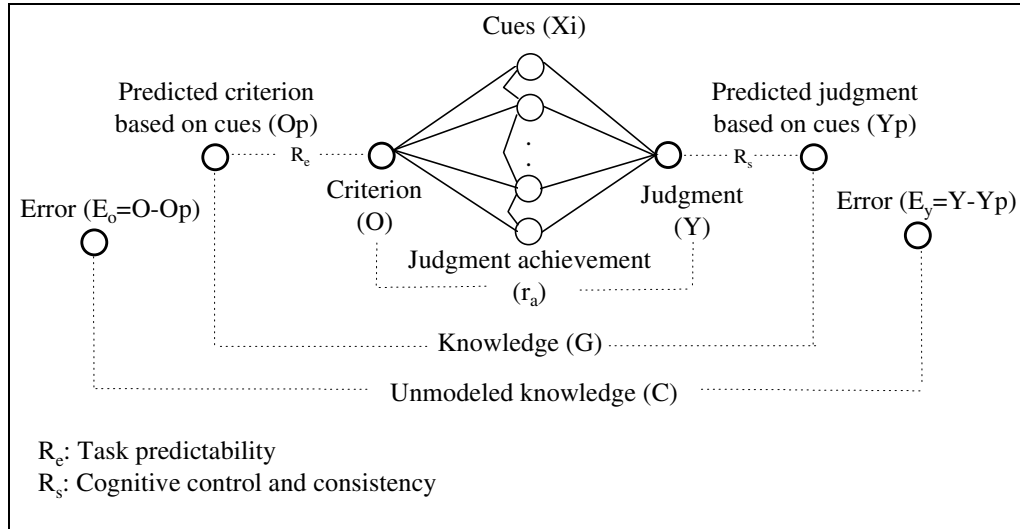 Cues (Xi)
Predicted criterion
based on cues (Op)
Predicted judgment
based on cues (Yp)
Rₑ
Rₛ
Criterion
(O)
Judgment
(Y)
Error (Eₒ=O-Op)
Error (Eᵧ=Y-Yp)
Judgment achievement
(rₐ)
Knowledge (G)
Unmodeled knowledge (C)
Rₑ: Task predictability
Rₛ: Cognitive control and consistency